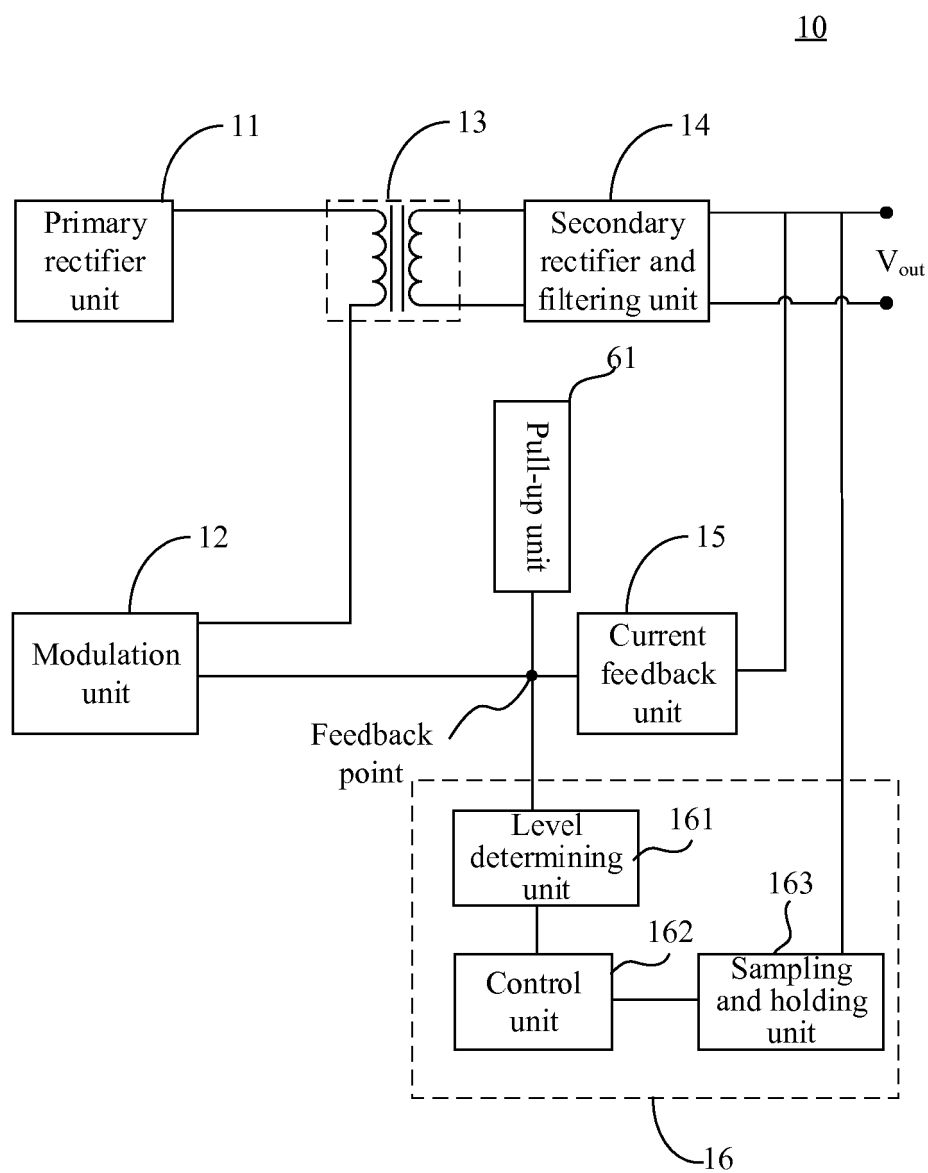 10
11
13
14
Primary
rectifier
unit
Secondary
rectifier and
filtering unit
Vout
61
Pull-up unit
12
15
Modulation
unit
Current
feedback
unit
Feedback
point
Level
determining
unit
161
163
162
Control
unit
Sampling
and holding
unit
16